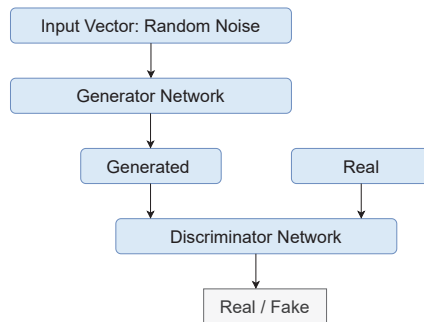 Input Vector: Random Noise
Generator Network
Generated
Real
Discriminator Network
Real / Fake